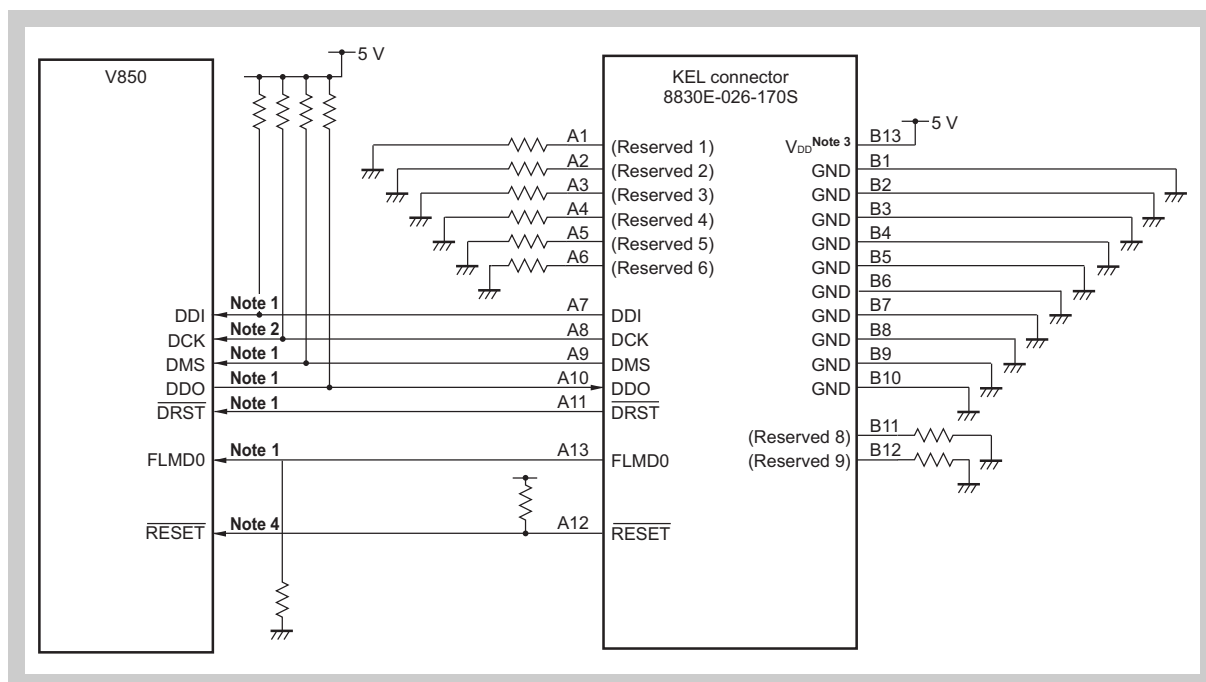 5 V
V850
KEL connector
8830E-026-170S
5 V
A1
(Reserved 1)
VDD Note 3
B13
A2
(Reserved 2)
GND
B1
A3
(Reserved 3)
GND
B2
A4
(Reserved 4)
GND
B3
A5
(Reserved 5)
GND
B4
A6
(Reserved 6)
GND
B5
GND
B6
DDI
Note 1
A7
DDI
GND
B7
DCK
Note 2
A8
DCK
GND
B8
DMS
Note 1
A9
DMS
GND
B9
DDO
Note 1
A10
DDO
GND
B10
DRST
Note 1
A11
DRST
(Reserved 8)
B11
FLMD0
Note 1
A13
FLMD0
(Reserved 9)
B12
RESET
Note 4
A12
RESET